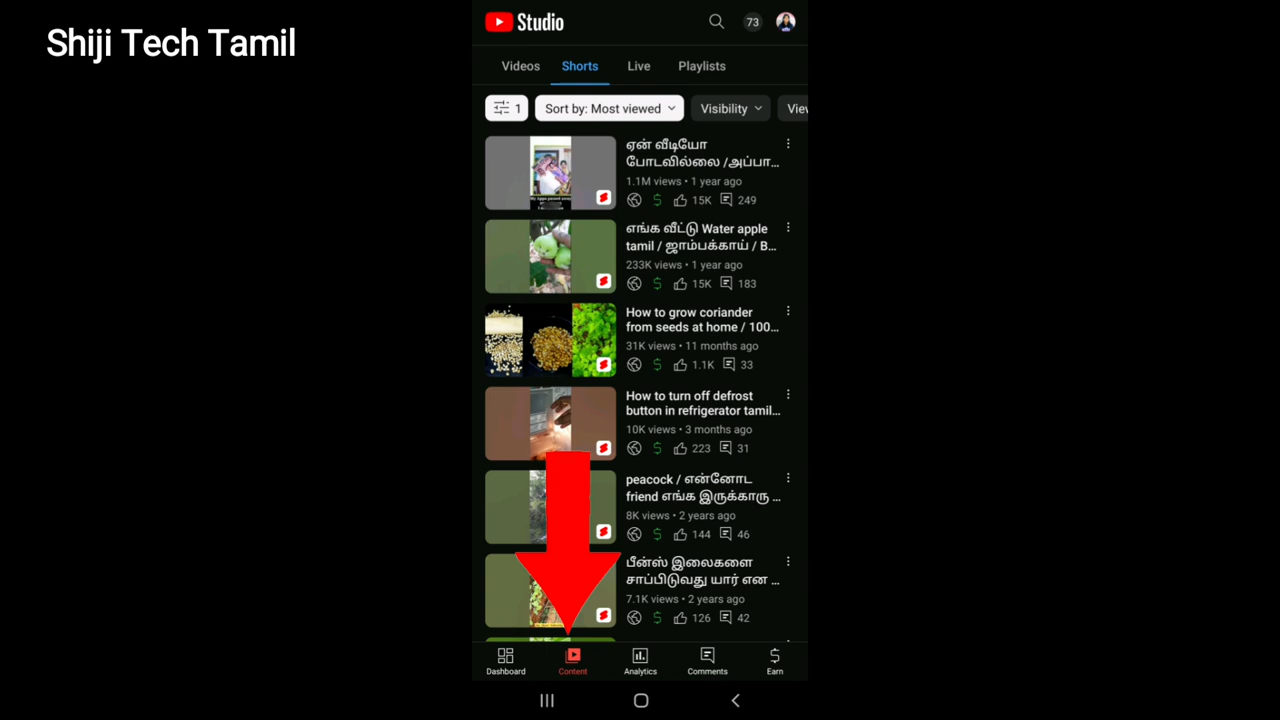 Shiji Tech Tamil
Studio
73
Videos Shorts Live Playlists
1 Sort by: Most viewed Visibility Vie
ஏன் வீடியோ
போடவில்லை /அப்பா...
1.1M views • 1 year ago
15K 249
எங்க வீட்டு Water apple
tamil / ஜாம்பக்காய் / B...
233K views • 1 year ago
15K 183
How to grow coriander
from seeds at home / 100...
31K views • 11 months ago
1.1K 33
How to turn off defrost
button in refrigerator tamil...
10K views • 3 months ago
223 31
peacock / என்னோட
friend எங்க இருக்காரு ...
8K views • 2 years ago
144 46
பீன்ஸ் இலைகளை
சாப்பிடுவது யார் என ...
7.1K views • 2 years ago
126 42
Dashboard Content Analytics Comments Earn